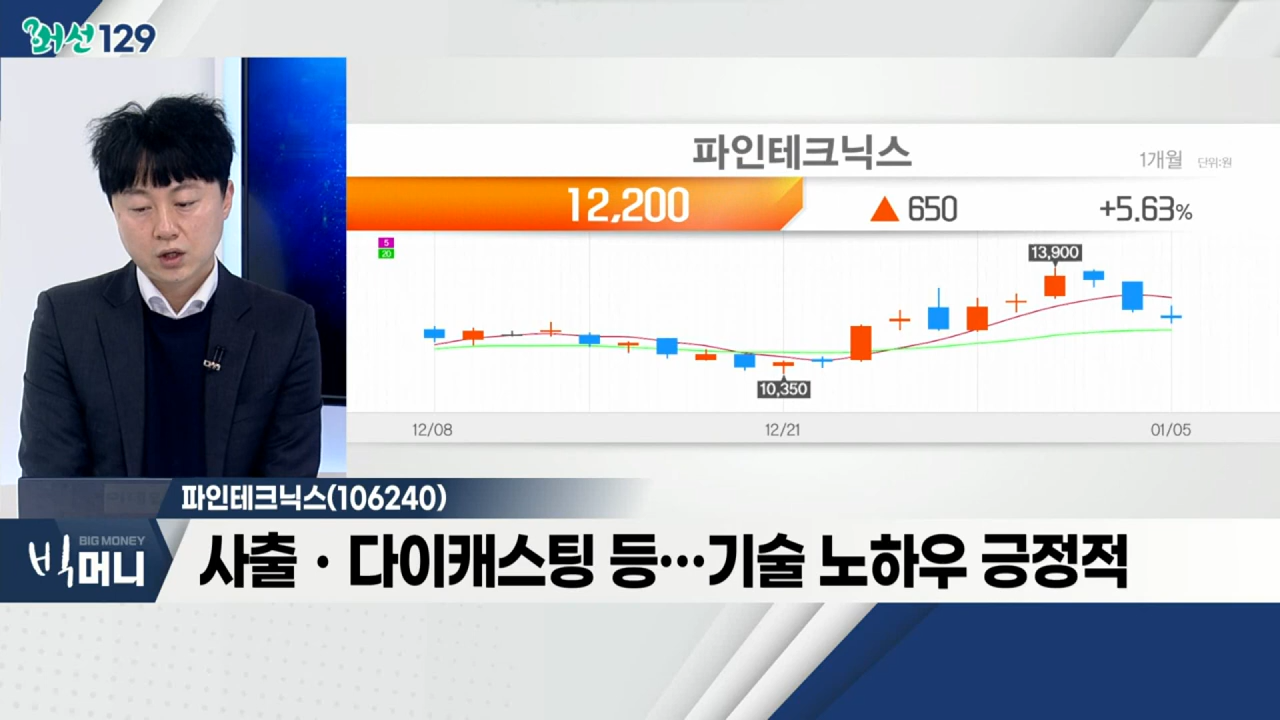 머선129
파인테크닉스
1개월 단위:원
12,200
▲ 650
+5.63%
5
20
13,900
10,350
12/08
12/21
01/05
파인테크닉스(106240)
BIG MONEY
빅머니
사출·다이캐스팅 등…기술 노하우 긍정적